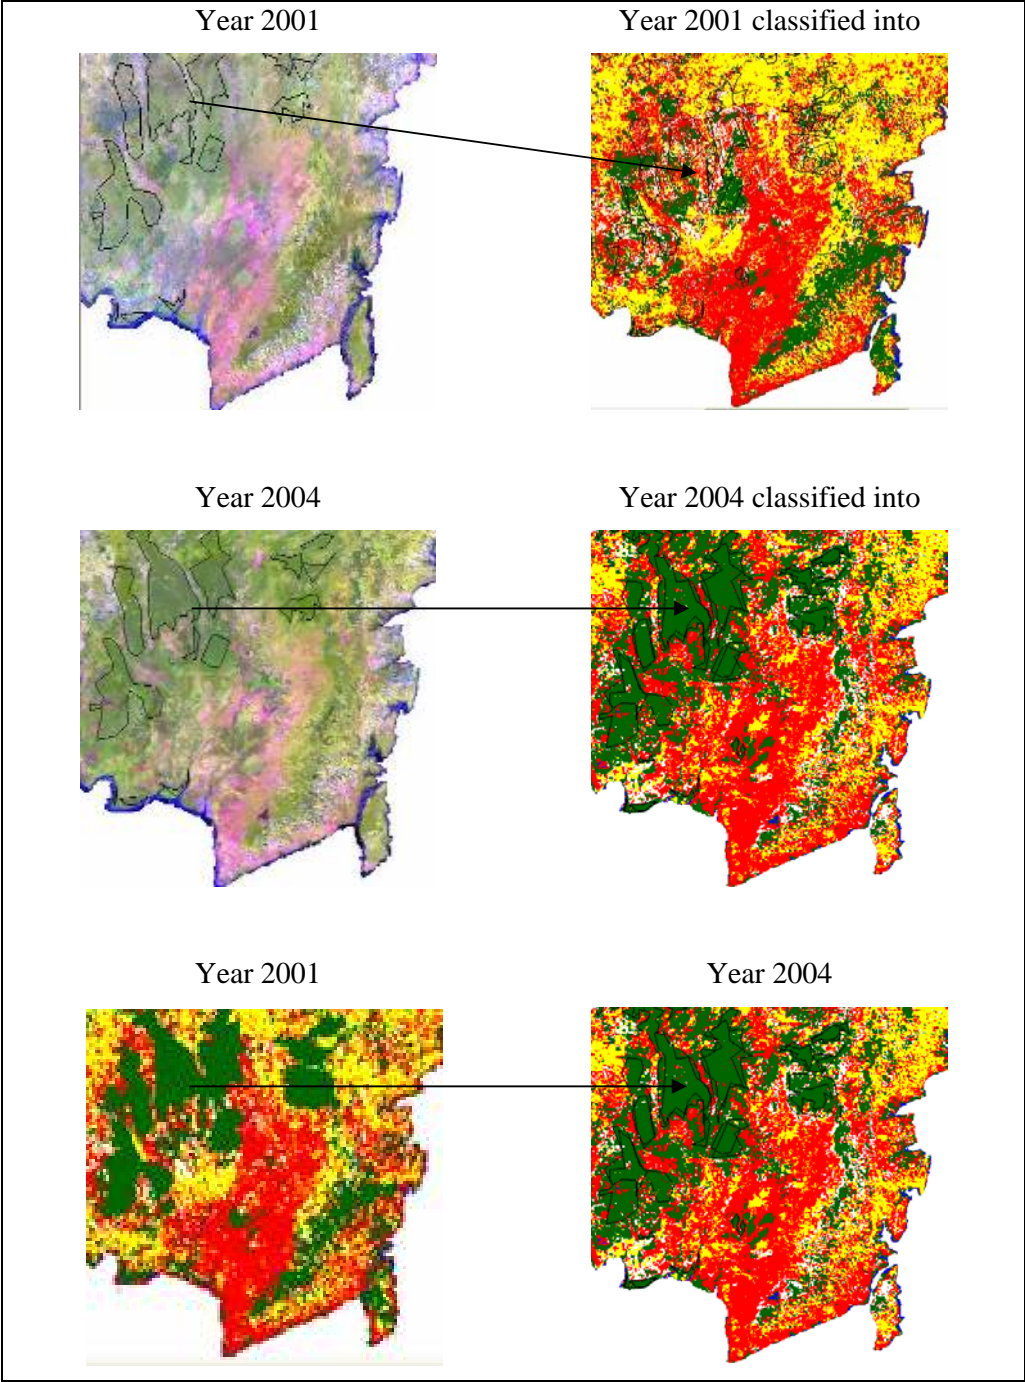 Year 2001
Year 2001 classified into
Year 2004
Year 2004 classified into
Year 2001
Year 2004